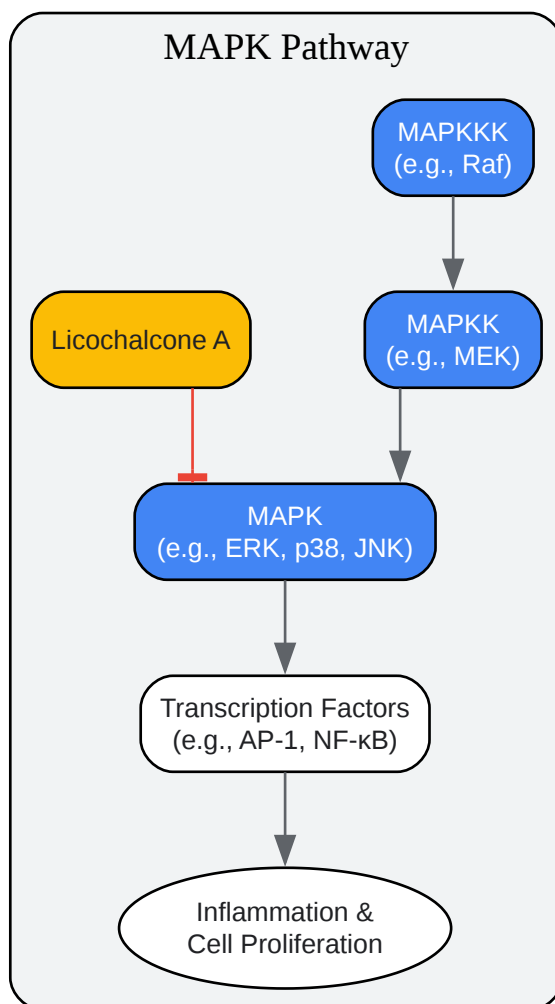 MAPK Pathway
MAPKKK
(e.g., Raf)
Licochalcone A
MAPKK
(e.g., MEK)
MAPK
(e.g., ERK, p38, JNK)
Transcription Factors
(e.g., AP-1, NF-κB)
Inflammation &
Cell Proliferation